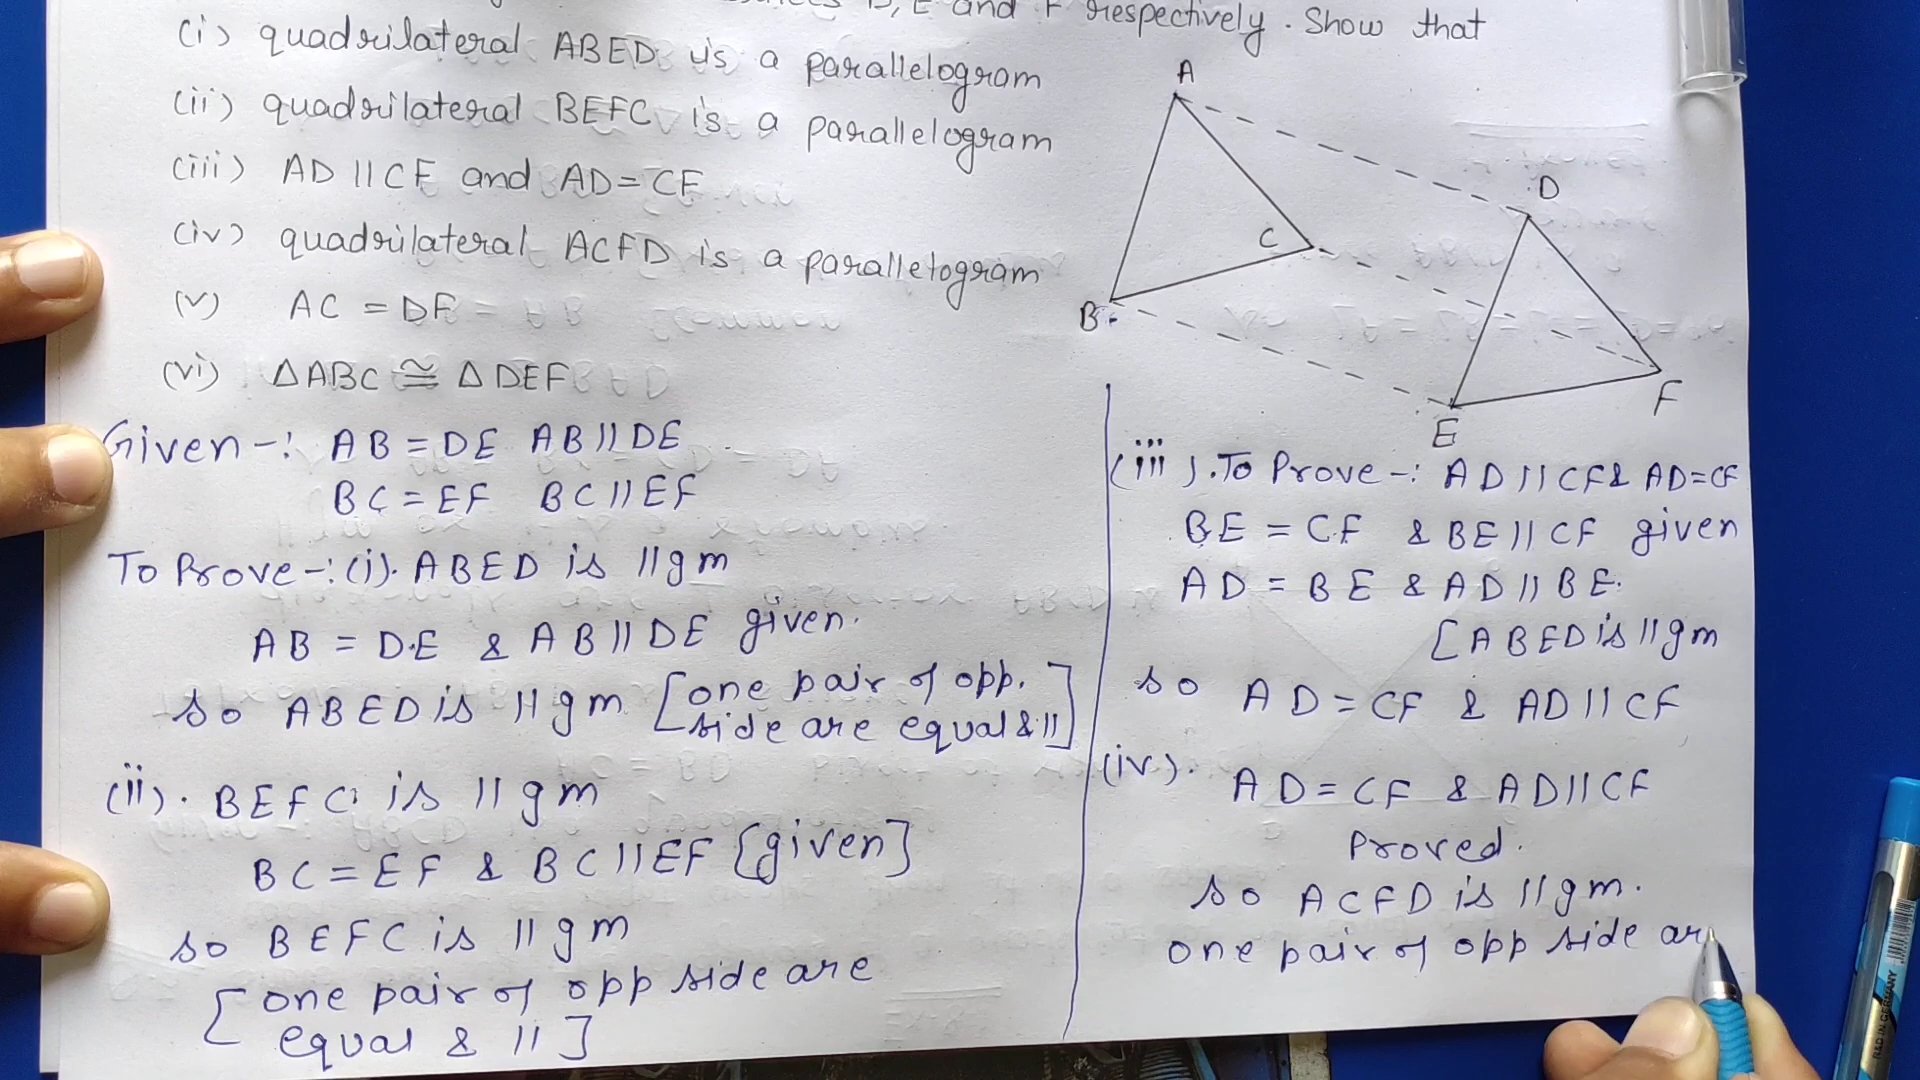 D, E and F respectively. Show that
(i) quadrilateral ABED is a parallelogram
(ii) quadrilateral BEFC is a parallelogram
(iii) AD || CF and AD = CF
(iv) quadrilateral ACFD is a parallelogram
(v) AC = DF
(vi) △ABC ≅ △DEF
A
D
C
B
F
E
Given -: AB = DE AB || DE
BC = EF BC || EF
To Prove -: (i). ABED is ||gm
AB = DE & AB || DE given.
so ABED is ||gm [one pair of opp.
side are equal & ||]
(ii). BEFC is ||gm
BC = EF & BC || EF [given]
so BEFC is ||gm
[one pair of opp side are
equal & ||]
(iii). To Prove -: AD || CF & AD = CF
BE = CF & BE || CF given
AD = BE & AD || BE.
[ABED is ||gm
so AD = CF & AD || CF
(iv). AD = CF & AD || CF
Proved.
so ACFD is ||gm.
one pair of opp side ar
R&D IN GERMANY